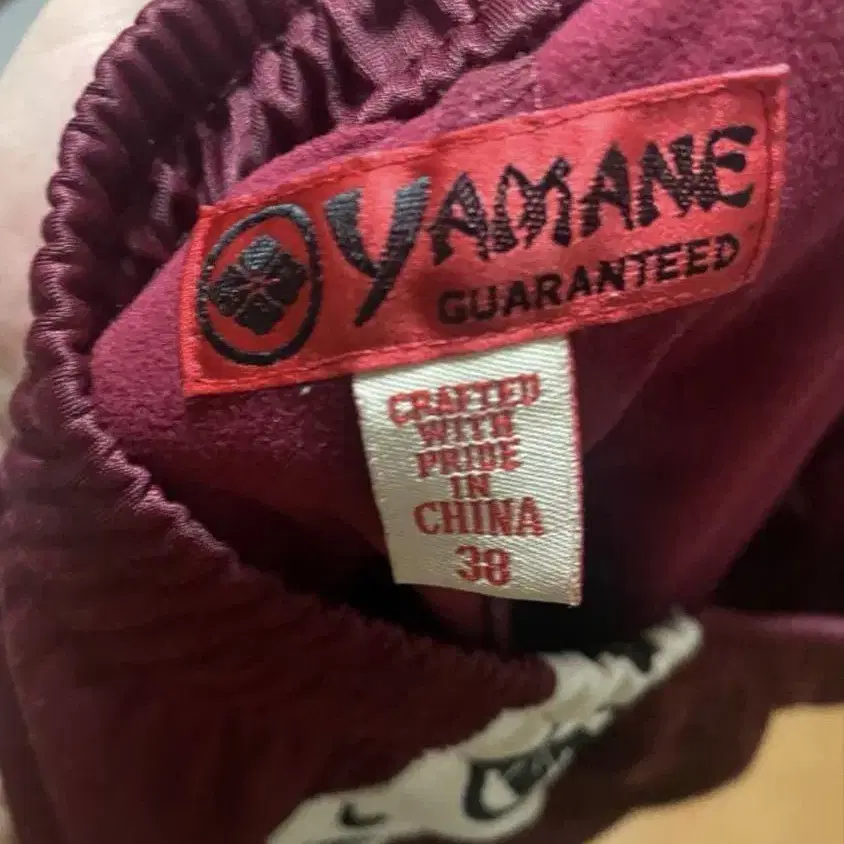 YAMANE
GUARANTEED
CRAFTED
WITH
PRIDE
IN
CHINA
38